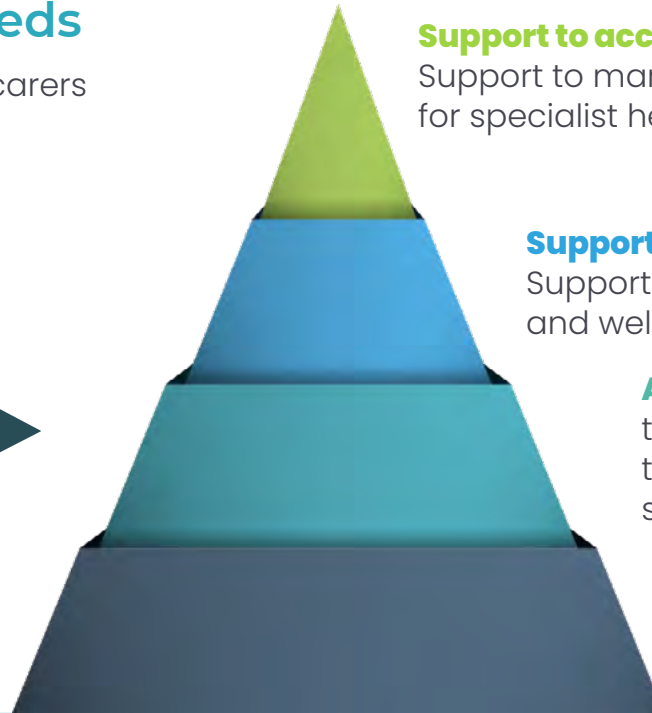 eds
carers
Support to acc
Support to mar
for specialist he
Support
Support
and wel
A
t
t
s